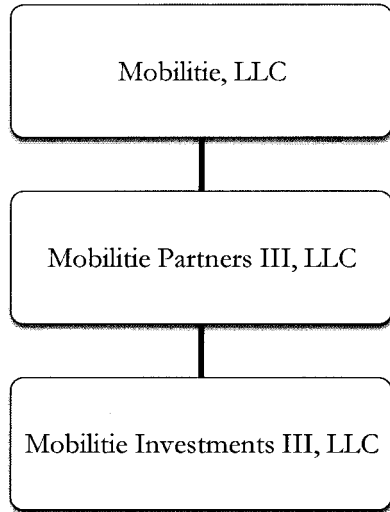 Mobilitie, LLC
Mobilitie Partners III, LLC
Mobilitie Investments III, LLC